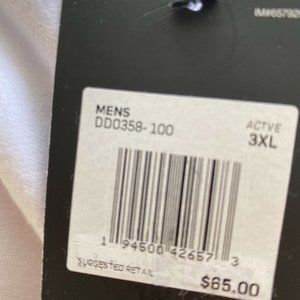 MENS
DD0358-100
ACTVE
3XL
1 94500 42657 3
SUGGESTED RETAIL
$65.00